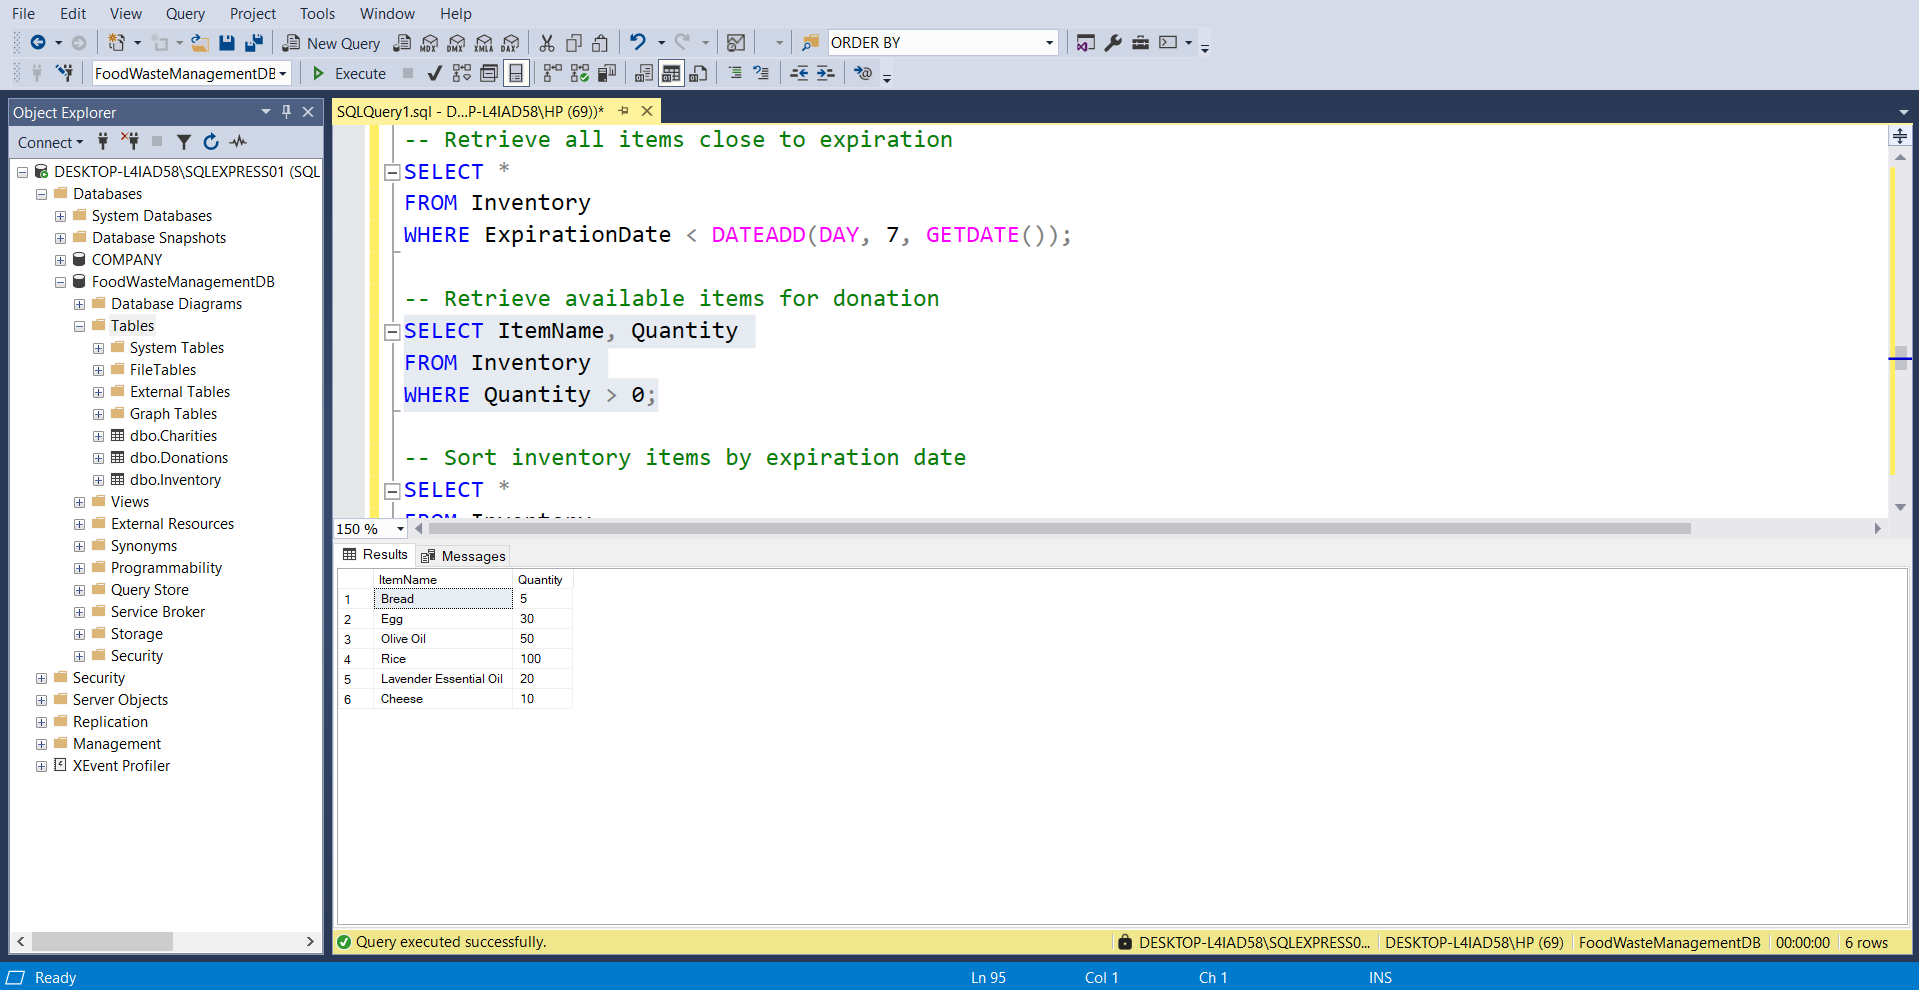 File Edit View Query Project Tools Window Help
New Query MDX DMX XMLA DAX ORDER BY
FoodWasteManagementDB Execute
Object Explorer
Connect
DESKTOP-L4IAD58\SQLEXPRESS01 (SQL
Databases
System Databases
Database Snapshots
COMPANY
FoodWasteManagementDB
Database Diagrams
Tables
System Tables
FileTables
External Tables
Graph Tables
dbo.Charities
dbo.Donations
dbo.Inventory
Views
External Resources
Synonyms
Programmability
Query Store
Service Broker
Storage
Security
Security
Server Objects
Replication
Management
XEvent Profiler
SQLQuery1.sql - D...P-L4IAD58\HP (69))*
-- Retrieve all items close to expiration
SELECT *
FROM Inventory
WHERE ExpirationDate < DATEADD(DAY, 7, GETDATE());
-- Retrieve available items for donation
SELECT ItemName, Quantity
FROM Inventory
WHERE Quantity > 0;
-- Sort inventory items by expiration date
SELECT *
FROM Inventory
150 %
Results Messages
ItemName Quantity
1 Bread 5
2 Egg 30
3 Olive Oil 50
4 Rice 100
5 Lavender Essential Oil 20
6 Cheese 10
Query executed successfully. DESKTOP-L4IAD58\SQLEXPRESS0... DESKTOP-L4IAD58\HP (69) FoodWasteManagementDB 00:00:00 6 rows
Ready Ln 95 Col 1 Ch 1 INS